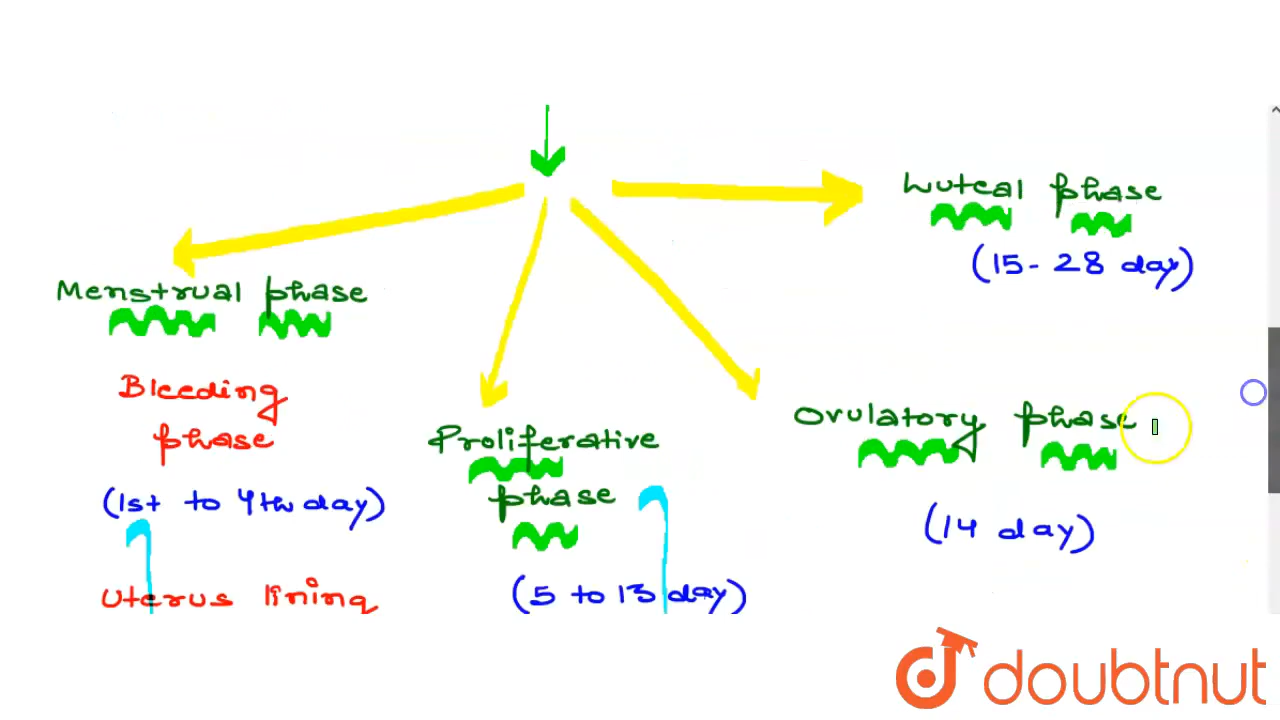 Luteal phase
(15- 28 day)
Menstrual phase
Bleeding
phase
(1st to 4th day)
Uterus lining
Proliferative
phase
(5 to 13 day)
Ovulatory phase
(14 day)
doubtnut